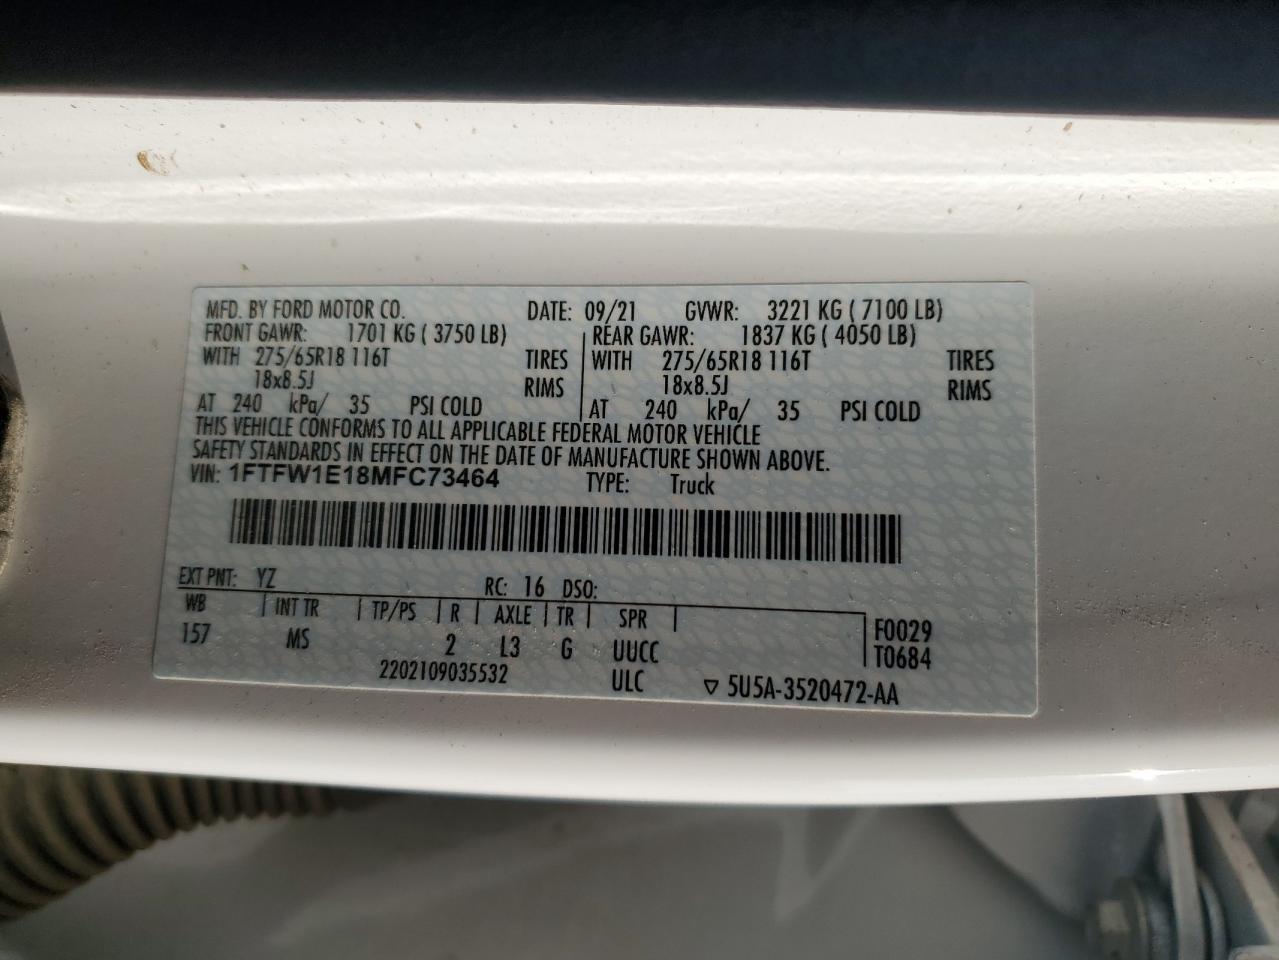 MFD. BY FORD MOTOR CO. DATE: 09/21 GVWR: 3221 KG ( 7100 LB)
FRONT GAWR: 1701 KG ( 3750 LB) REAR GAWR: 1837 KG ( 4050 LB)
WITH 275/65R18 116T TIRES WITH 275/65R18 116T TIRES
18x8.5J RIMS 18x8.5J RIMS
AT 240 kPa/ 35 PSI COLD AT 240 kPa/ 35 PSI COLD
THIS VEHICLE CONFORMS TO ALL APPLICABLE FEDERAL MOTOR VEHICLE
SAFETY STANDARDS IN EFFECT ON THE DATE OF MANUFACTURE SHOWN ABOVE.
VIN: 1FTFW1E18MFC73464 TYPE: Truck
EXT PNT: YZ RC: 16 DSO:
WB INT TR TP/PS R AXLE TR SPR F0029
157 MS 2 L3 G UUCC T0684
2202109035532 ULC ▽ 5U5A-3520472-AA